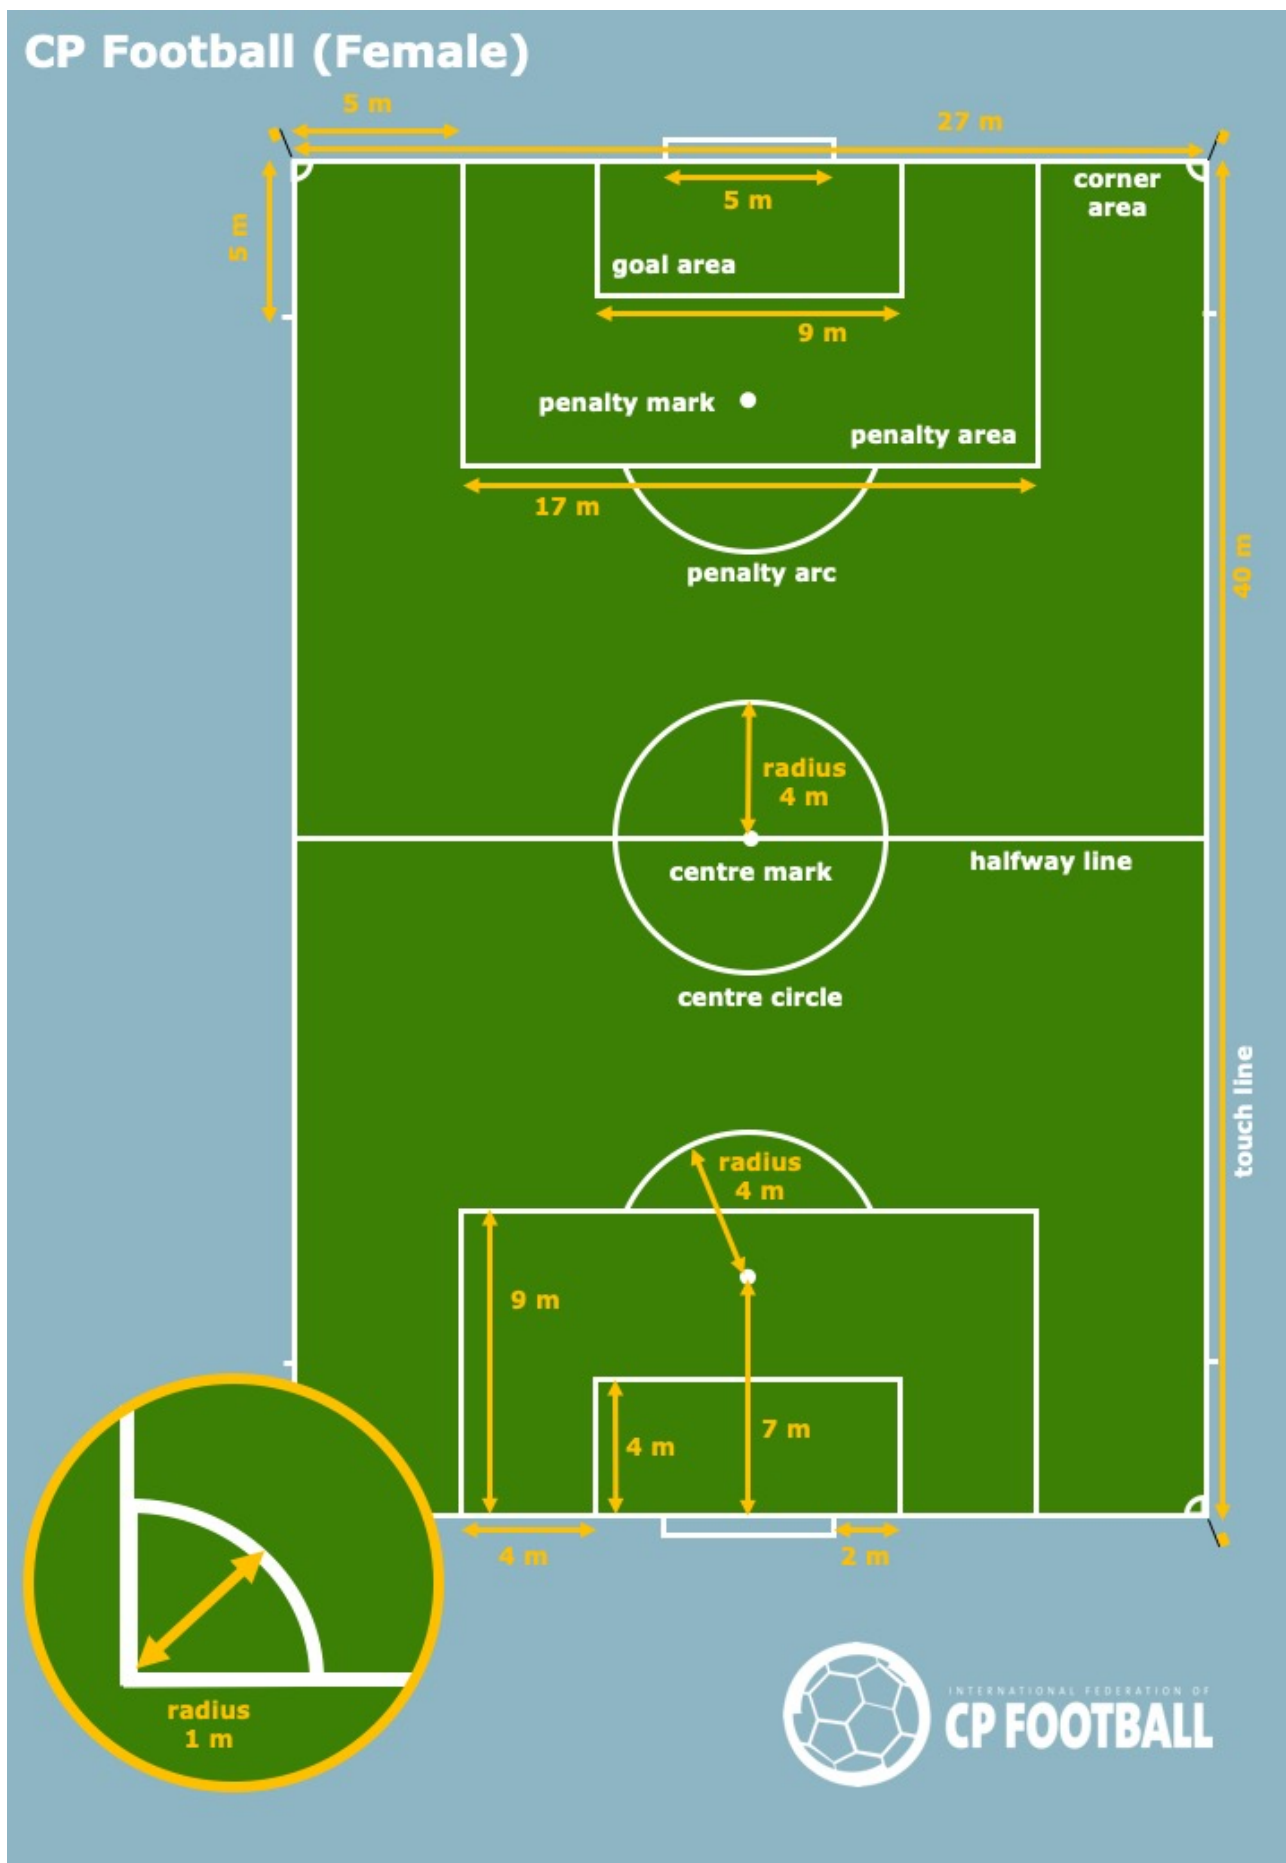 CP Football (Female)
5 m
27 m
corner
area
5 m
5 m
goal area
9 m
penalty mark
penalty area
17 m
40 m
penalty arc
radius
4 m
centre mark
halfway line
centre circle
touch line
radius
4 m
9 m
7 m
4 m
4 m
2 m
radius
1 m
INTERNATIONAL FEDERATION OF
CP FOOTBALL